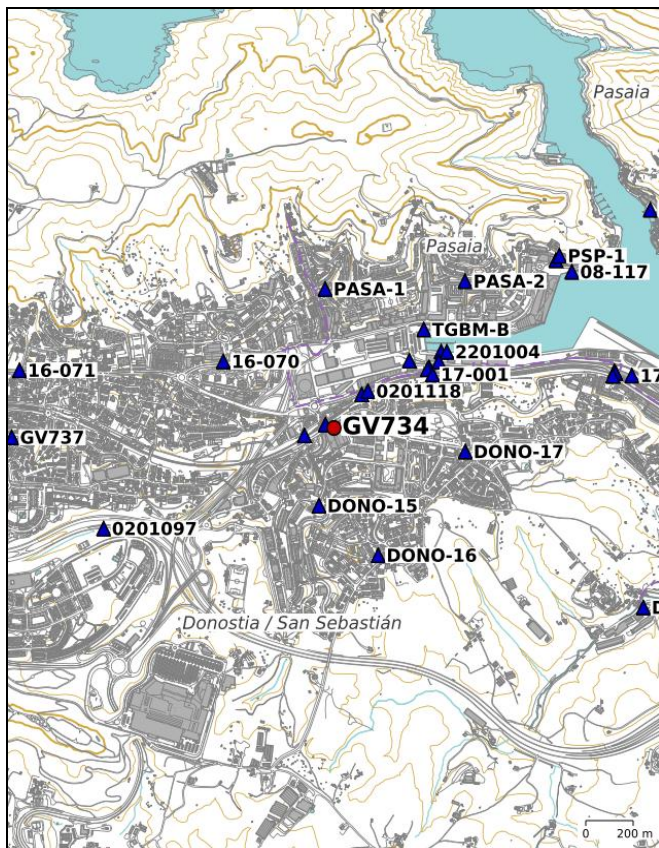 Pasaia
Pasaia
PSP-1
08-117
PASA-1
PASA-2
TGBM-B
16-070
2201004
16-071
17-001
17
0201118
GV734
GV737
DONO-17
DONO-15
0201097
DONO-16
D
Donostia / San Sebastián
0 200 m